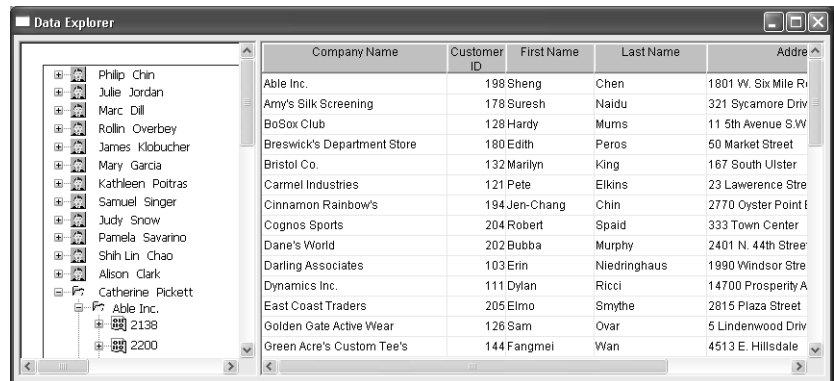 Data Explorer
Philip Chin
Julie Jordan
Marc Dill
Rollin Overbey
James Klobucher
Mary Garcia
Kathleen Poitras
Samuel Singer
Judy Snow
Pamela Savarino
Shih Lin Chao
Alison Clark
Catherine Pickett
Able Inc.
2138
2200
Company Name Customer ID First Name Last Name Addre
Able Inc. 198 Sheng Chen 1801 W. Six Mile R
Amy's Silk Screening 178 Suresh Naidu 321 Sycamore Driv
BoSox Club 128 Hardy Mums 11 5th Avenue S.W
Breswick's Department Store 180 Edith Peros 50 Market Street
Bristol Co. 132 Marilyn King 167 South Ulster
Carmel Industries 121 Pete Elkins 23 Lawerence Stre
Cinnamon Rainbow's 194 Jen-Chang Chin 2770 Oyster Point
Cognos Sports 204 Robert Spaid 333 Town Center
Dane's World 202 Bubba Murphy 2401 N. 44th Stree
Darling Associates 103 Erin Niedringhaus 1990 Windsor Stre
Dynamics Inc. 111 Dylan Ricci 14700 Prosperity A
East Coast Traders 205 Elmo Smythe 2815 Plaza Street
Golden Gate Active Wear 126 Sam Ovar 5 Lindenwood Driv
Green Acre's Custom Tee's 144 Fangmei Wan 4513 E. Hillsdale